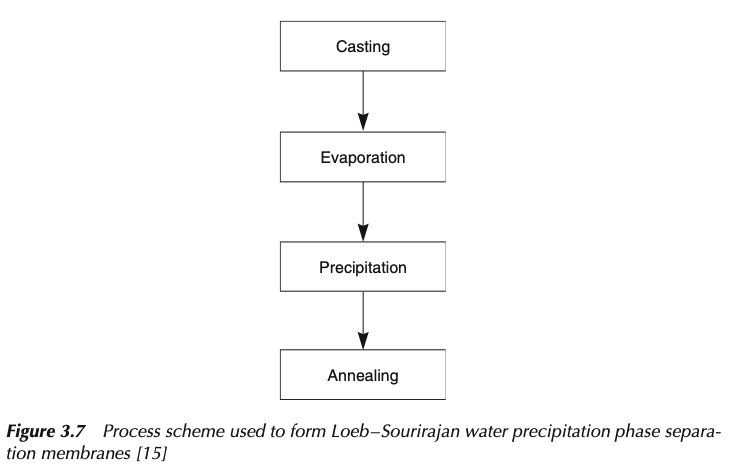 Casting
Evaporation
Precipitation
Annealing
Figure 3.7 Process scheme used to form Loeb–Sourirajan water precipitation phase separa-
tion membranes [15]